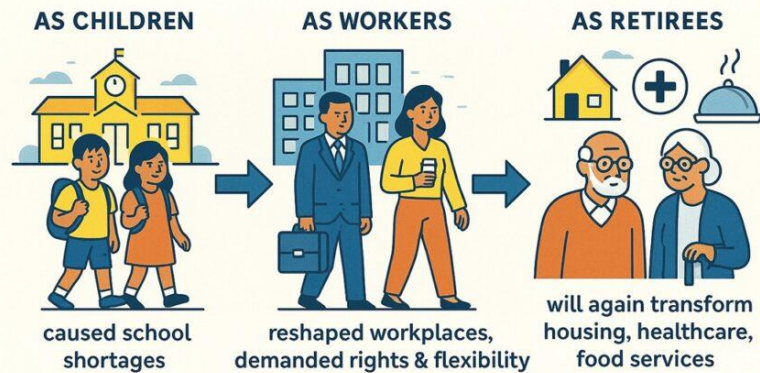 AS CHILDREN
caused school
shortages
AS WORKERS
reshaped workplaces,
demanded rights & flexibility
AS RETIREES
will again transform
housing, healthcare,
food services